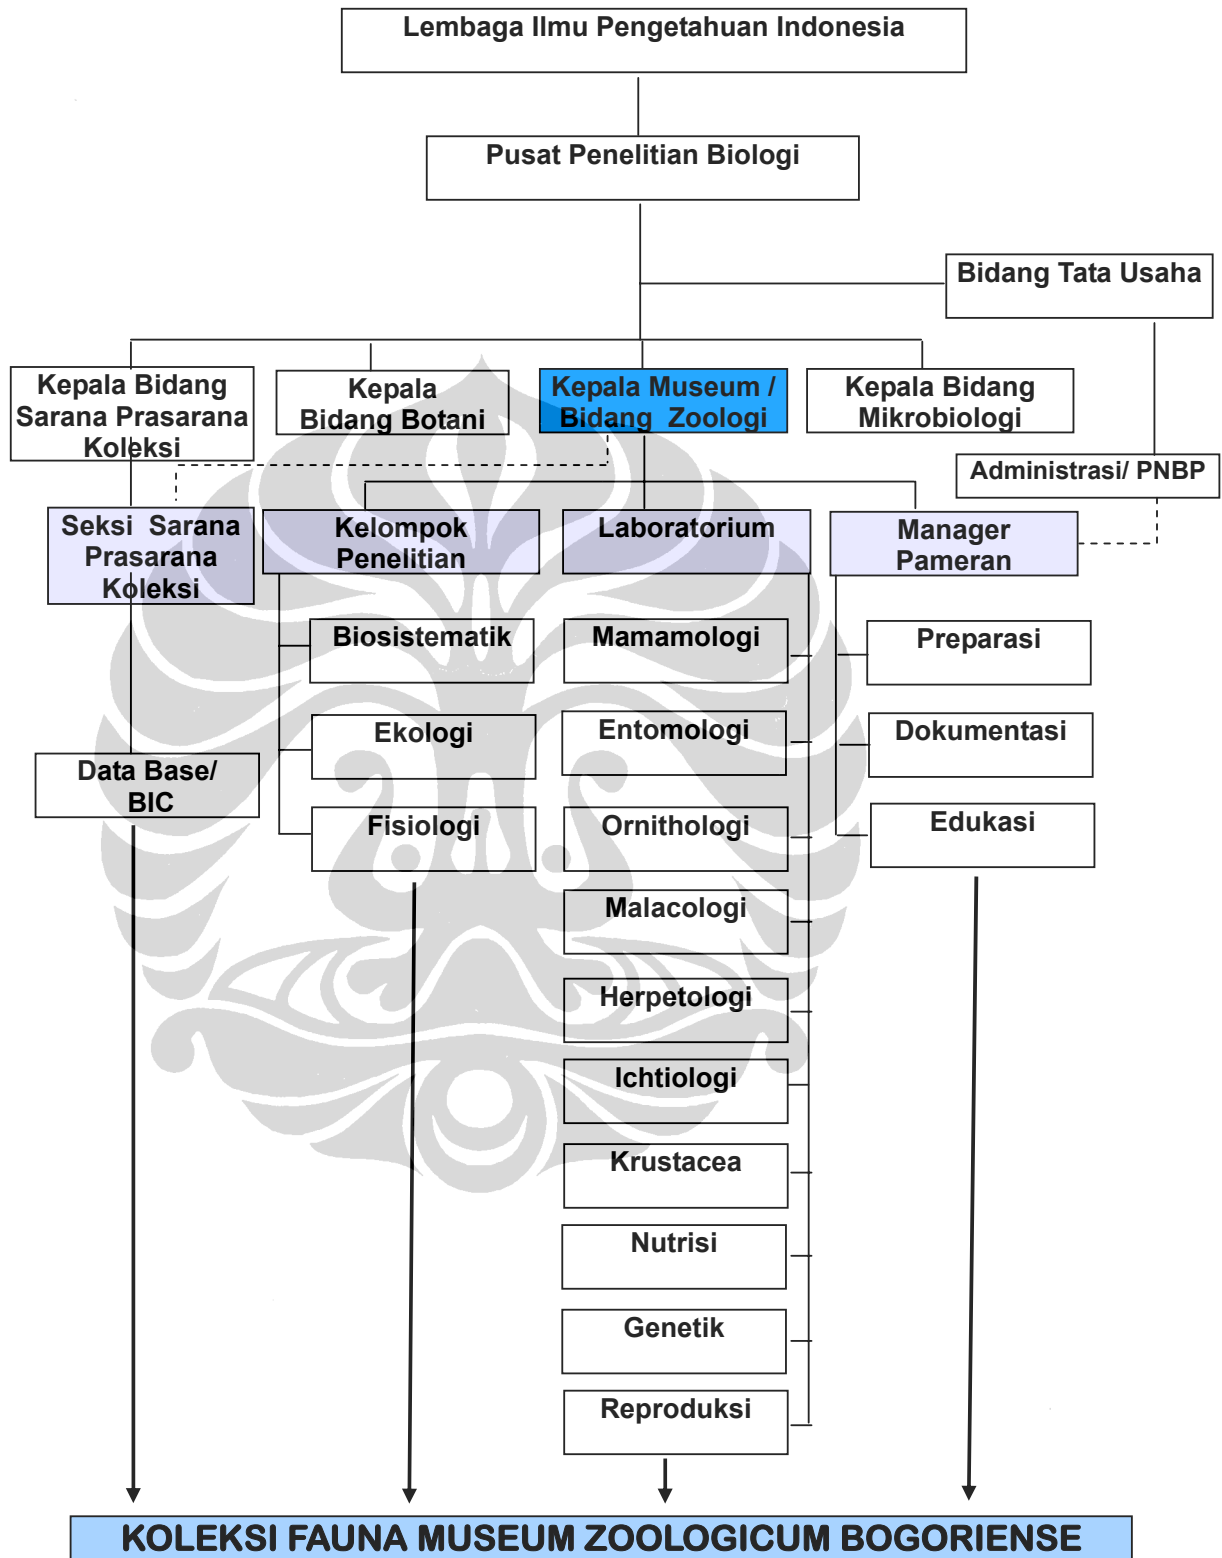 Lembaga Ilmu Pengetahuan Indonesia
Pusat Penelitian Biologi
Bidang Tata Usaha
Kepala Bidang
Sarana Prasarana
Koleksi
Kepala
Bidang Botani
Kepala Museum /
Bidang Zoologi
Kepala Bidang
Mikrobiologi
Administrasi/ PNBP
Seksi Sarana
Prasarana
Koleksi
Kelompok
Penelitian
Laboratorium
Manager
Pameran
Biosistematik
Ekologi
Fisiologi
Data Base/
BIC
Mamamologi
Entomologi
Ornithologi
Malacologi
Herpetologi
Ichtiologi
Krustacea
Nutrisi
Genetik
Reproduksi
Preparasi
Dokumentasi
Edukasi
KOLEKSI FAUNA MUSEUM ZOOLOGICUM BOGORIENSE